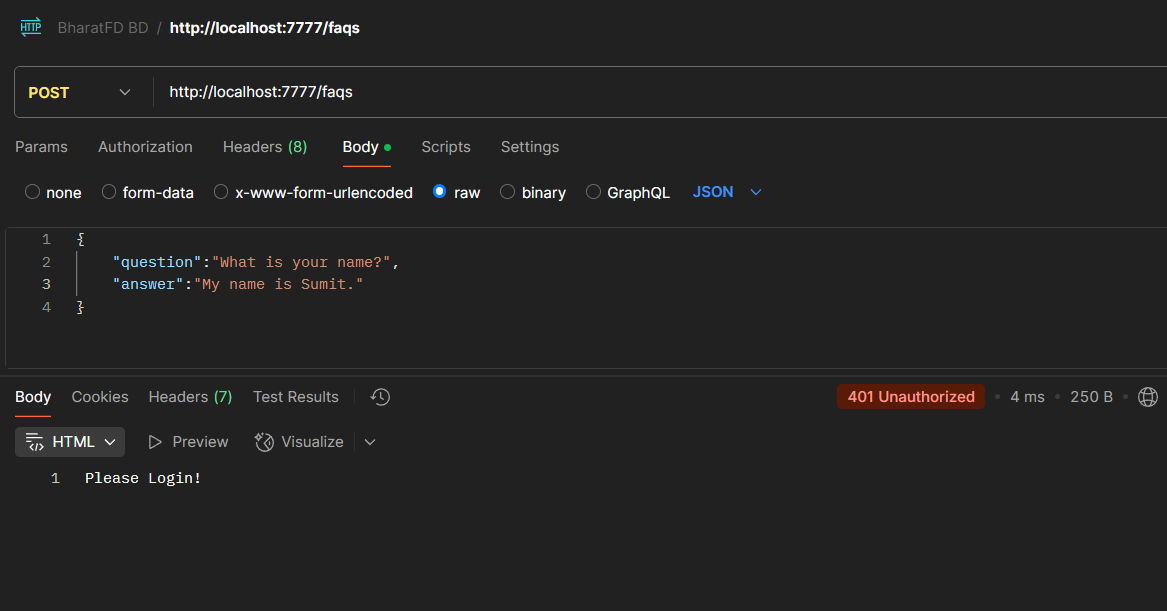 HTTP BharatFD BD / http://localhost:7777/faqs
POST http://localhost:7777/faqs
Params Authorization Headers (8) Body Scripts Settings
none form-data x-www-form-urlencoded raw binary GraphQL JSON
1 {
2 "question":"What is your name?",
3 "answer":"My name is Sumit."
4 }
Body Cookies Headers (7) Test Results 401 Unauthorized • 4 ms • 250 B •
HTML Preview Visualize
1 Please Login!